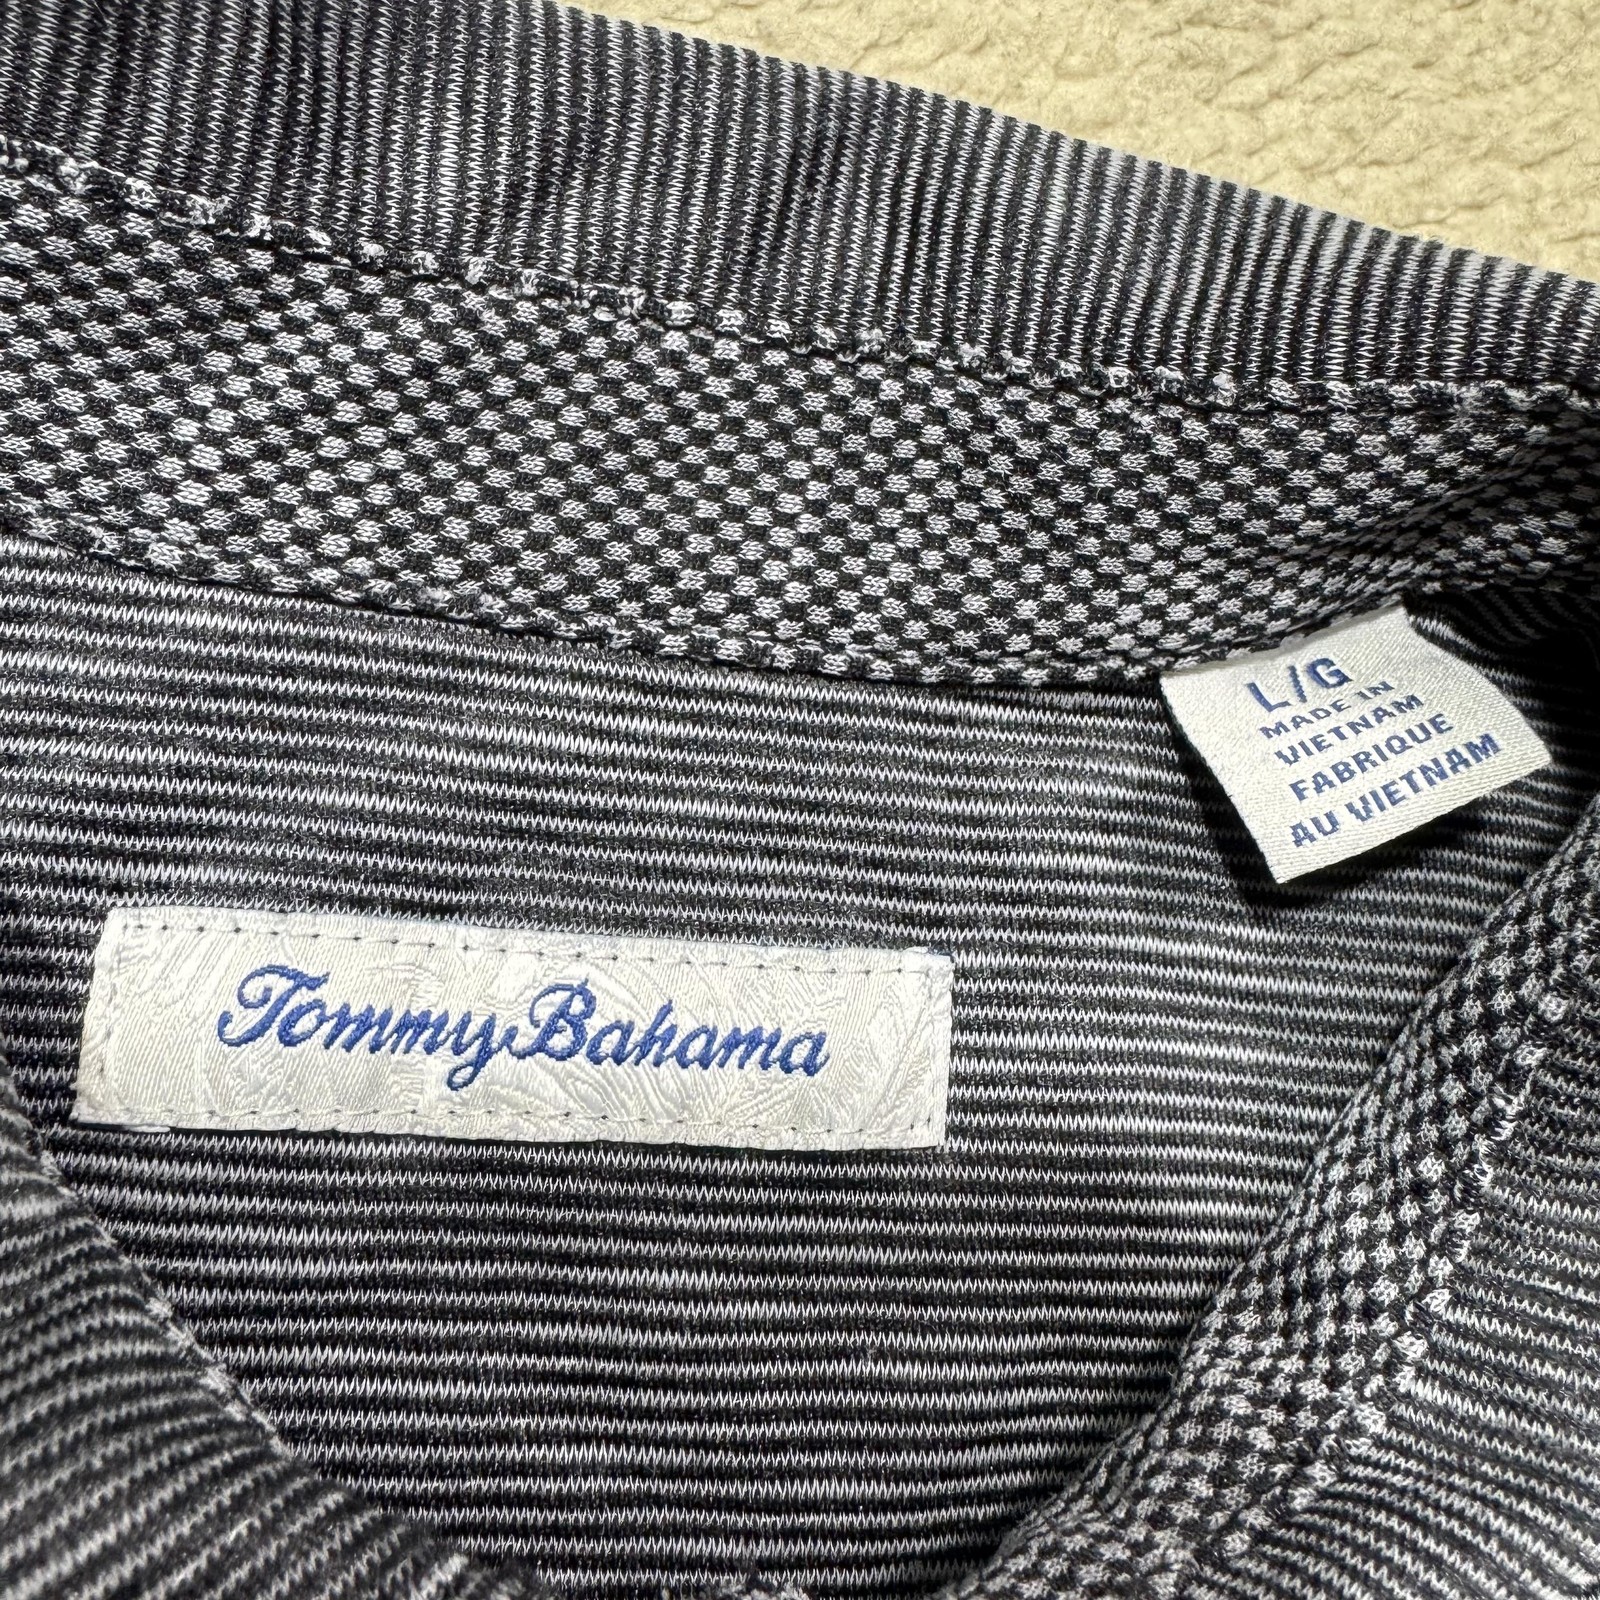 L/G
MADE IN
VIETNAM
FABRIQUE
AU VIETNAM
Tommy Bahama